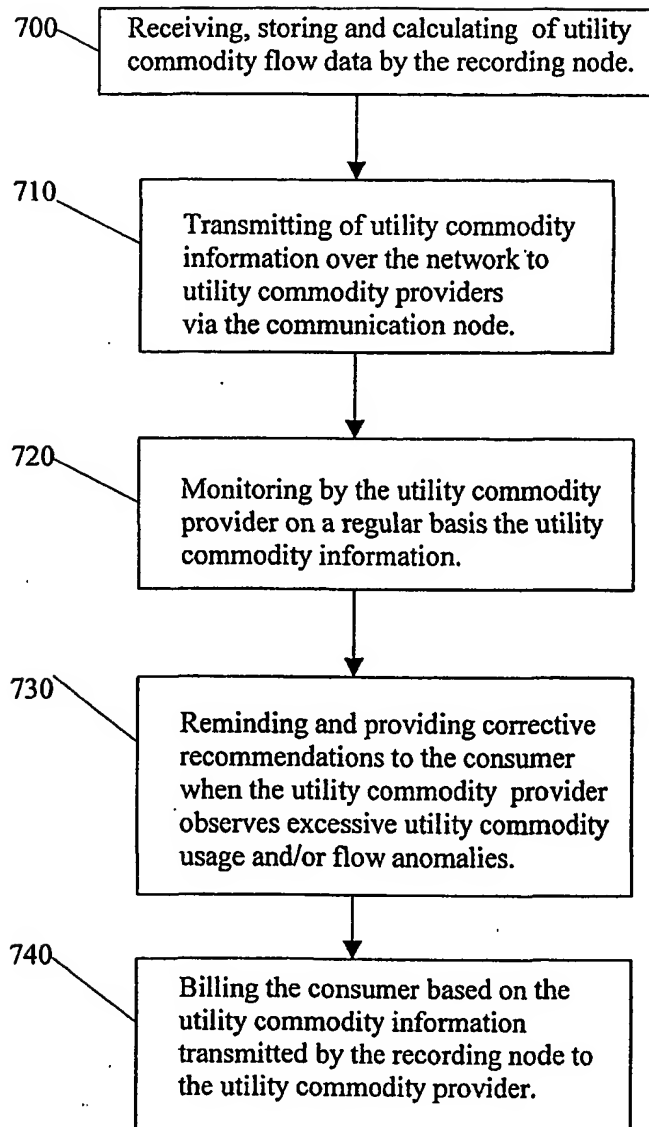 700
Receiving, storing and calculating of utility
commodity flow data by the recording node.
710
Transmitting of utility commodity
information over the network to
utility commodity providers
via the communication node.
720
Monitoring by the utility commodity
provider on a regular basis the utility
commodity information.
730
Reminding and providing corrective
recommendations to the consumer
when the utility commodity provider
observes excessive utility commodity
usage and/or flow anomalies.
740
Billing the consumer based on the
utility commodity information
transmitted by the recording node to
the utility commodity provider.